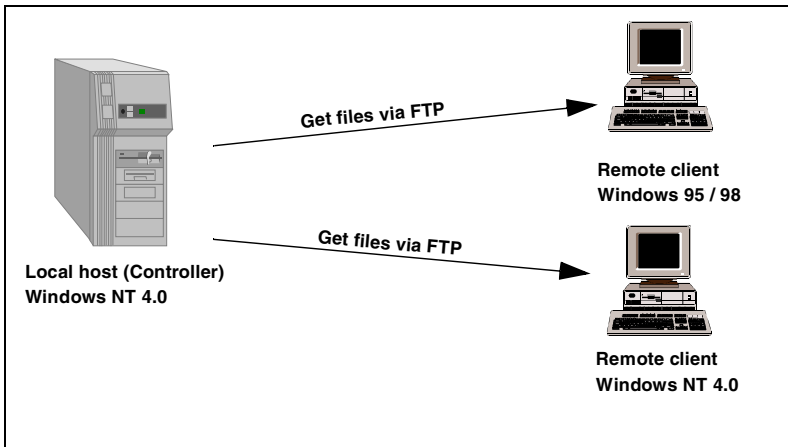 Get files via FTP
Remote client
Windows 95 / 98
Get files via FTP
Local host (Controller)
Windows NT 4.0
Remote client
Windows NT 4.0